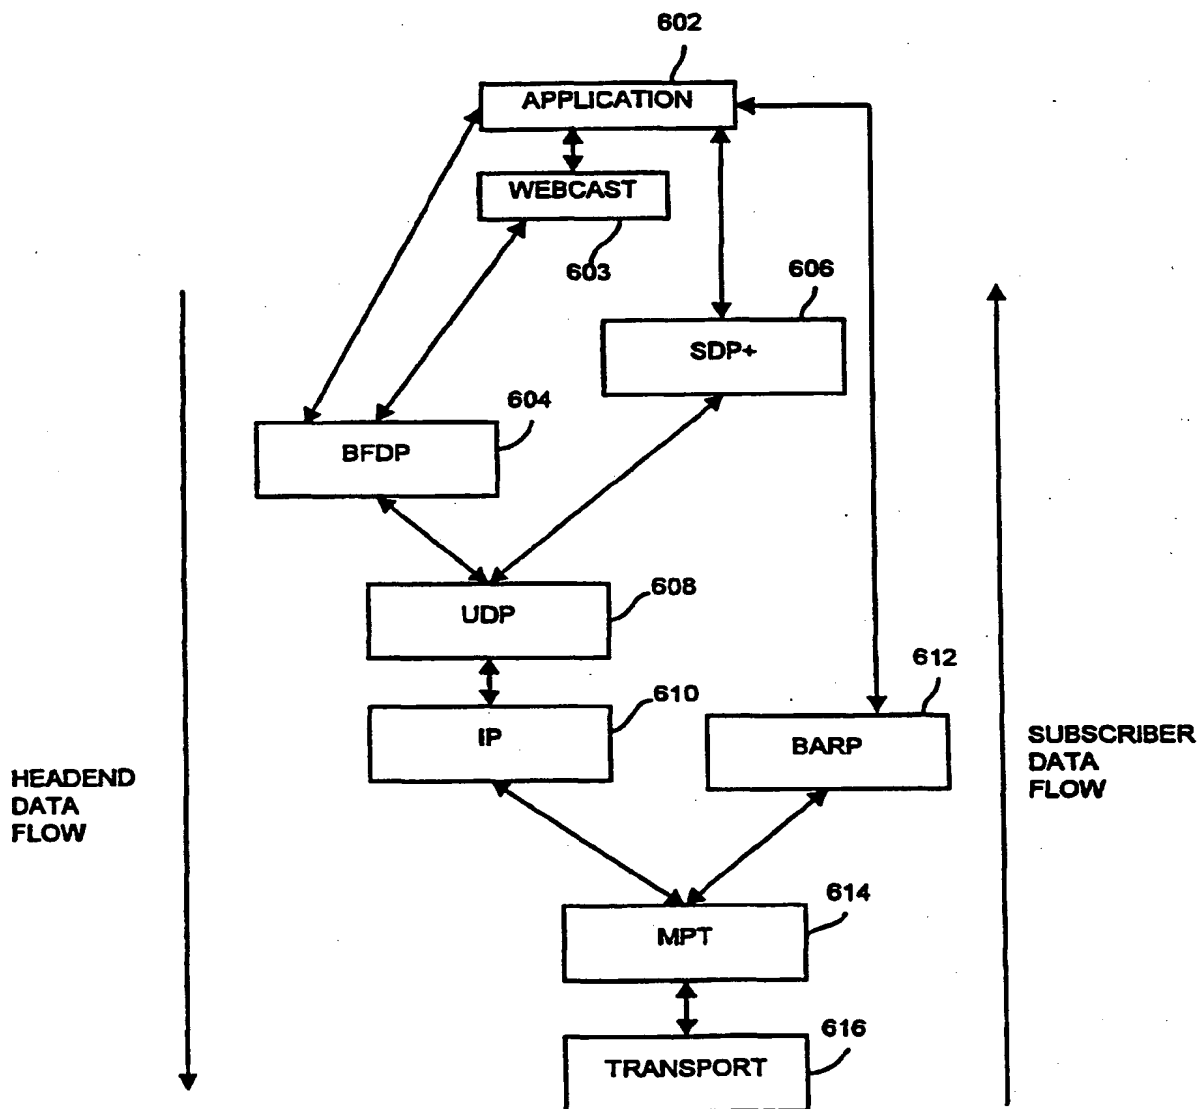 602
APPLICATION
WEBCAST
603
606
SDP+
604
BFDP
608
UDP
612
610
IP
BARP
SUBSCRIBER
DATA
FLOW
HEADEND
DATA
FLOW
614
MPT
616
TRANSPORT